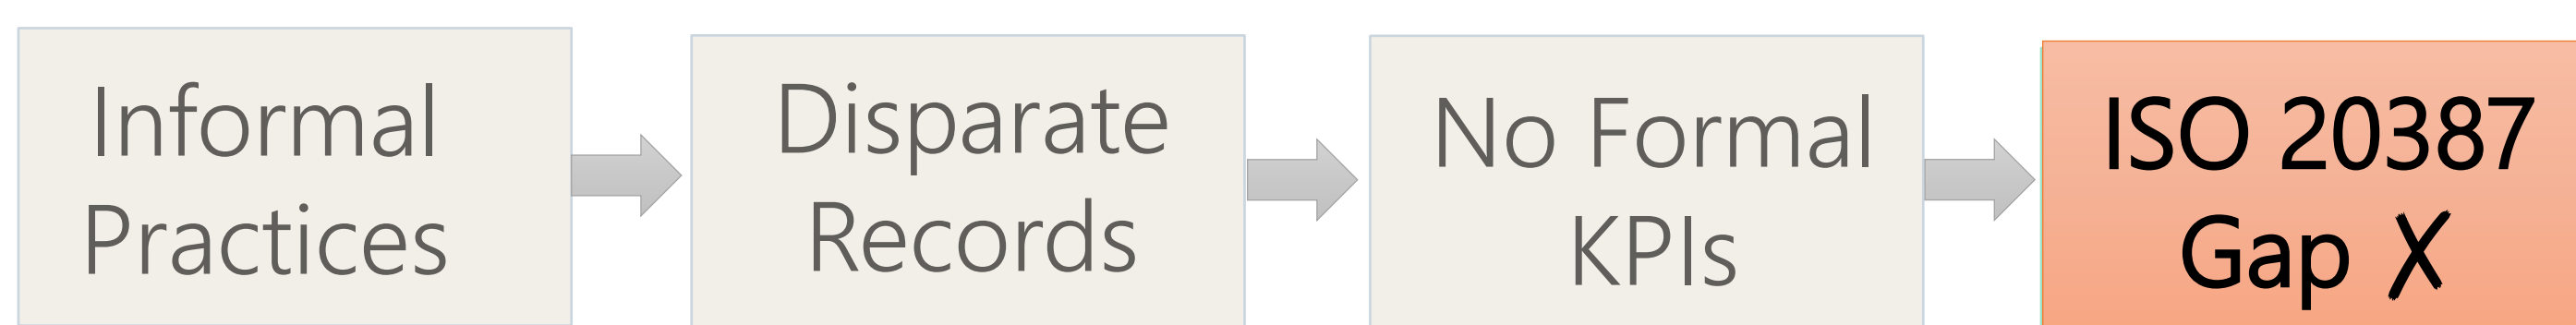 Informal
Practices
Disparate
Records
No Formal
KPIs
ISO 20387
Gap ✗